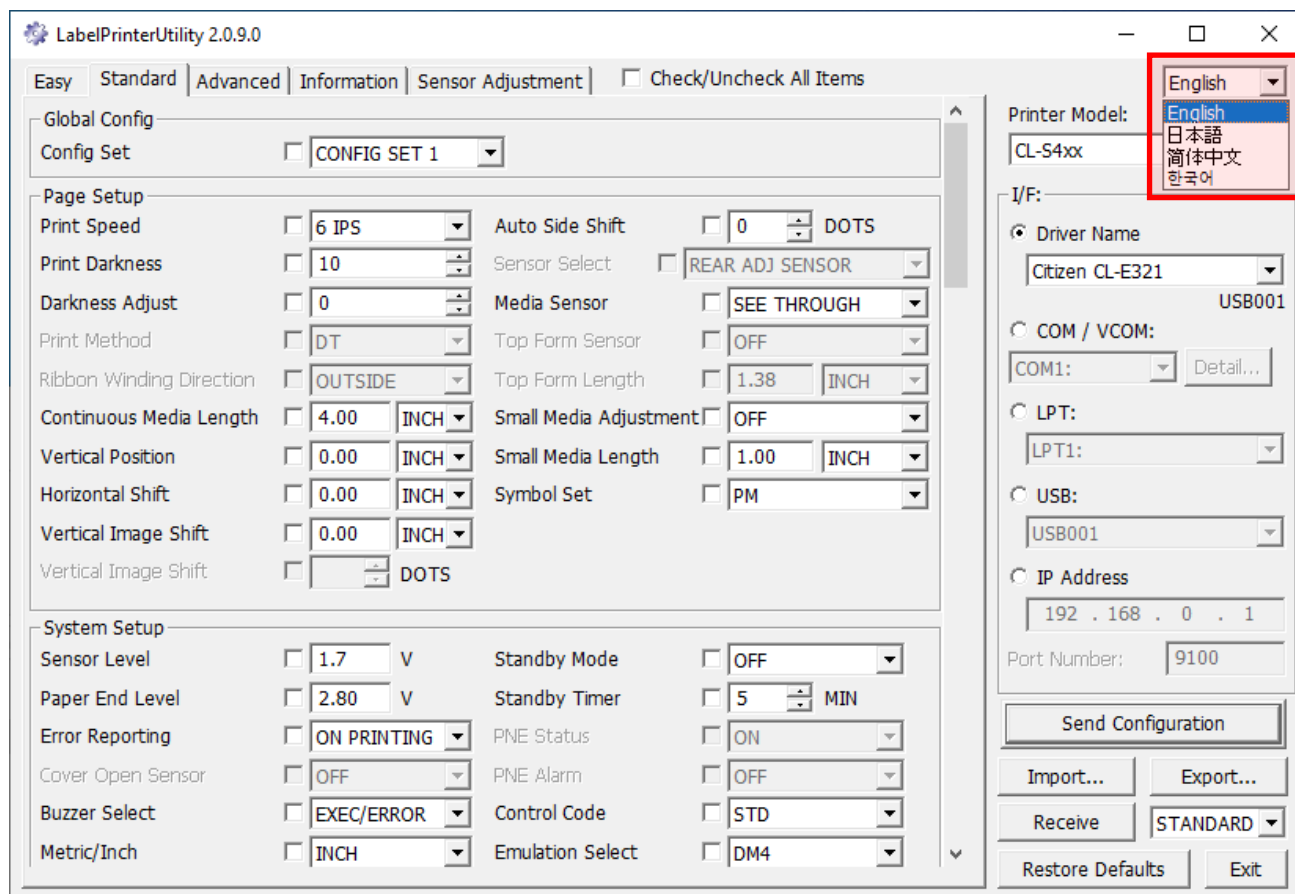 LabelPrinterUtility 2.0.9.0
Easy Standard Advanced Information Sensor Adjustment Check/Uncheck All Items
Global Config
Config Set CONFIG SET 1
Page Setup
Print Speed 6 IPS Auto Side Shift 0 DOTS
Print Darkness 10 Sensor Select REAR ADJ SENSOR
Darkness Adjust 0 Media Sensor SEE THROUGH
Print Method DT Top Form Sensor OFF
Ribbon Winding Direction OUTSIDE Top Form Length 1.38 INCH
Continuous Media Length 4.00 INCH Small Media Adjustment OFF
Vertical Position 0.00 INCH Small Media Length 1.00 INCH
Horizontal Shift 0.00 INCH Symbol Set PM
Vertical Image Shift 0.00 INCH
Vertical Image Shift DOTS
System Setup
Sensor Level 1.7 V Standby Mode OFF
Paper End Level 2.80 V Standby Timer 5 MIN
Error Reporting ON PRINTING PNE Status ON
Cover Open Sensor OFF PNE Alarm OFF
Buzzer Select EXEC/ERROR Control Code STD
Metric/Inch INCH Emulation Select DM4
English
English
日本語
简体中文
한국어
Printer Model:
CL-S4xx
I/F:
Driver Name
Citizen CL-E321
USB001
COM / VCOM:
COM1: Detail...
LPT:
LPT1:
USB:
USB001
IP Address
192 . 168 . 0 . 1
Port Number: 9100
Send Configuration
Import... Export...
Receive STANDARD
Restore Defaults Exit